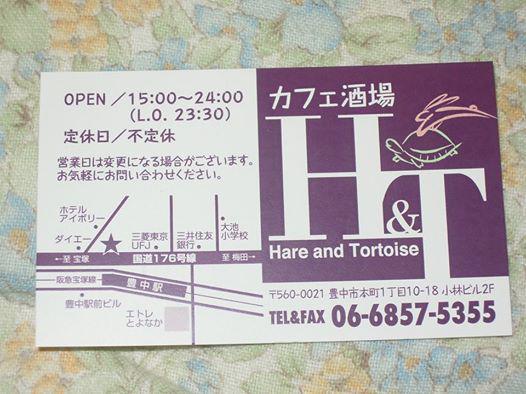 OPEN／15:00〜24:00
(L.O. 23:30)
定休日／不定休
営業日は変更になる場合がございます。
お気軽にお問い合わせください。
ホテル
アイボリー
ダイエー
三菱東京
UFJ
三井住友
銀行
大池
小学校
←至 宝塚
国道176号線
至 梅田→
阪急宝塚線
豊中駅
豊中駅前ビル
エトレ
とよなか
カフェ酒場
H&T
Hare and Tortoise
〒560-0021 豊中市本町1丁目10-18 小林ビル2F
TEL&FAX 06-6857-5355